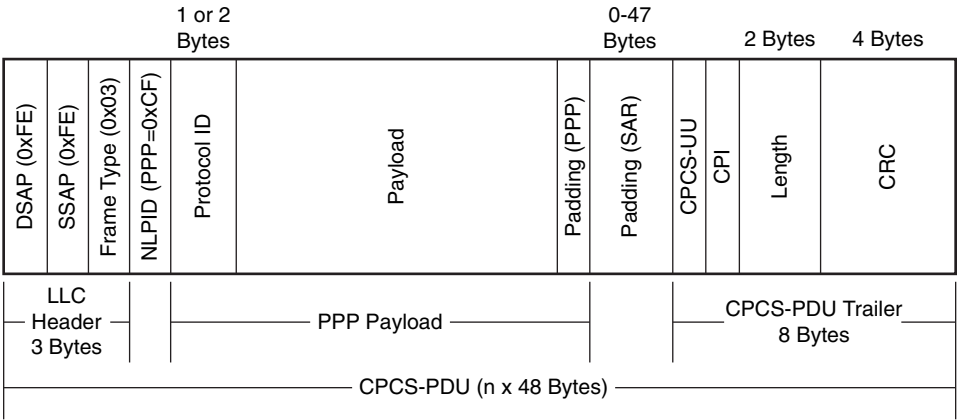 1 or 2
Bytes
0-47
Bytes
2 Bytes
4 Bytes
DSAP (0xFE)
SSAP (0xFE)
Frame Type (0x03)
NLPID (PPP=0xCF)
Protocol ID
Payload
Padding (PPP)
Padding (SAR)
CPCS-UU
CPI
Length
CRC
LLC
Header
3 Bytes
PPP Payload
CPCS-PDU Trailer
8 Bytes
CPCS-PDU (n x 48 Bytes)